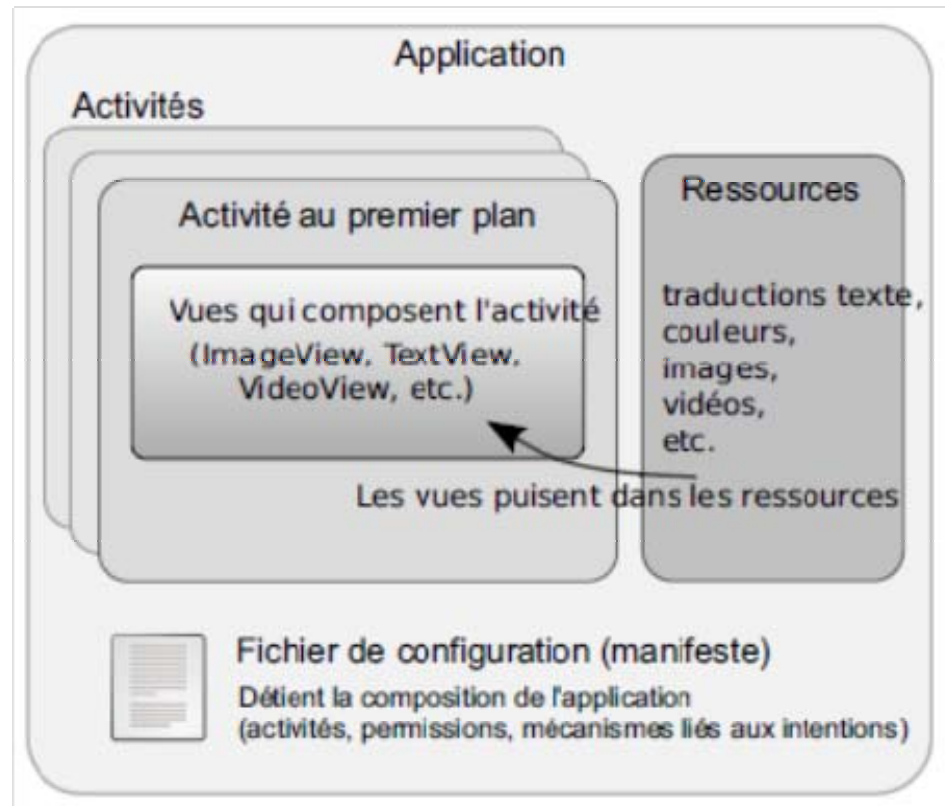 Application
Activités
Activité au premier plan
Vues qui composent l'activité
(ImageView, TextView,
VideoView, etc.)
Ressources
traductions texte,
couleurs,
images,
vidéos,
etc.
Les vues puisent dans les ressources
Fichier de configuration (manifeste)
Détient la composition de l'application
(activités, permissions, mécanismes liés aux intentions)